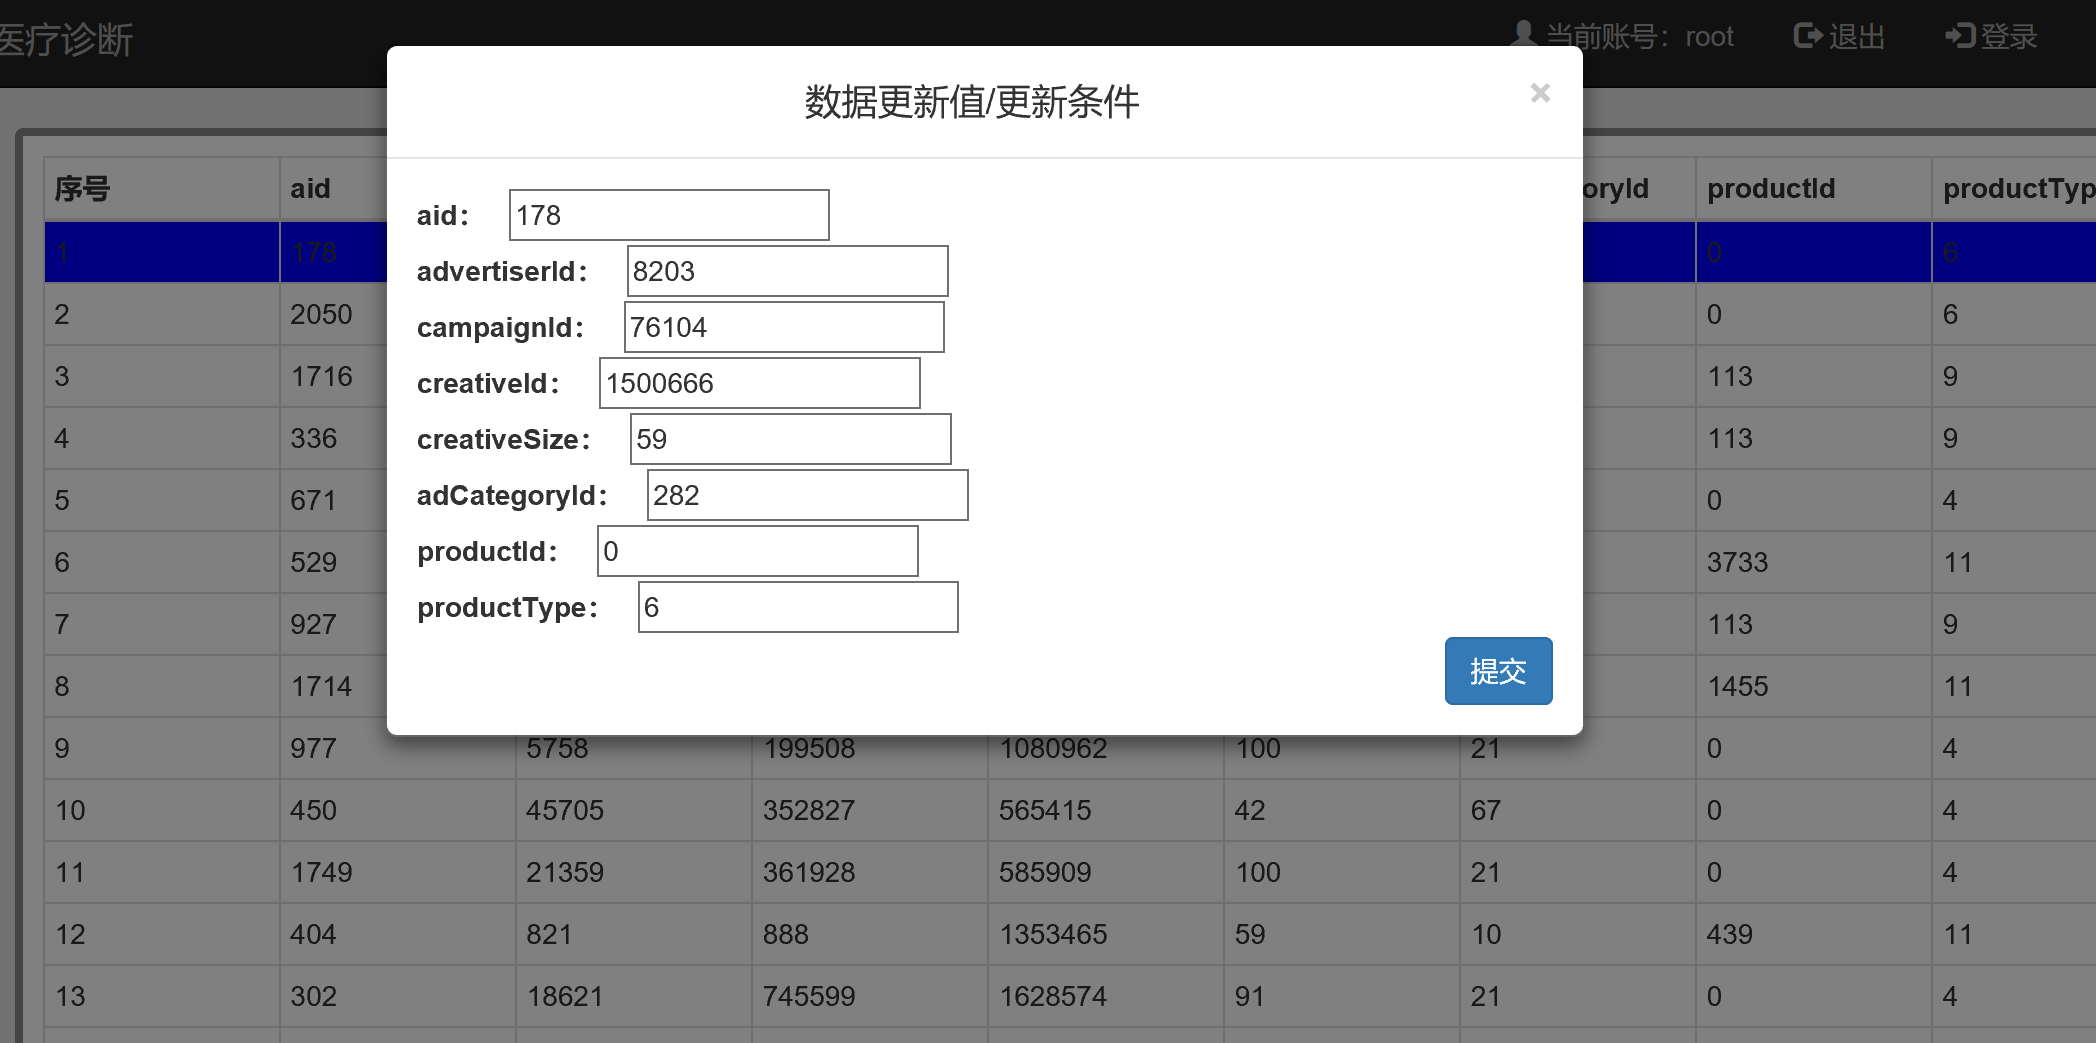 医疗诊断 当前账号：root 退出 登录
数据更新值/更新条件 ×
序号 aid oryId productId productTyp
1 178 0 6
2 2050 0 6
3 1716 113 9
4 336 113 9
5 671 0 4
6 529 3733 11
7 927 113 9
8 1714 1455 11
aid： 178
advertiserId： 8203
campaignId： 76104
creativeId： 1500666
creativeSize： 59
adCategoryId： 282
productId： 0
productType： 6
提交
9 977 5758 199508 1080962 100 21 0 4
10 450 45705 352827 565415 42 67 0 4
11 1749 21359 361928 585909 100 21 0 4
12 404 821 888 1353465 59 10 439 11
13 302 18621 745599 1628574 91 21 0 4